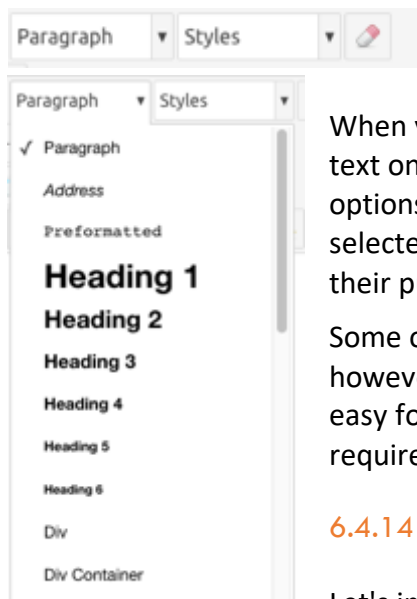 Paragraph Styles
Paragraph Styles
✓ Paragraph
Address
Preformatted
Heading 1
Heading 2
Heading 3
Heading 4
Heading 5
Heading 6
Div
Div Container
When
text on
options
selecte
their p
Some
howev
easy fo
require
6.4.14